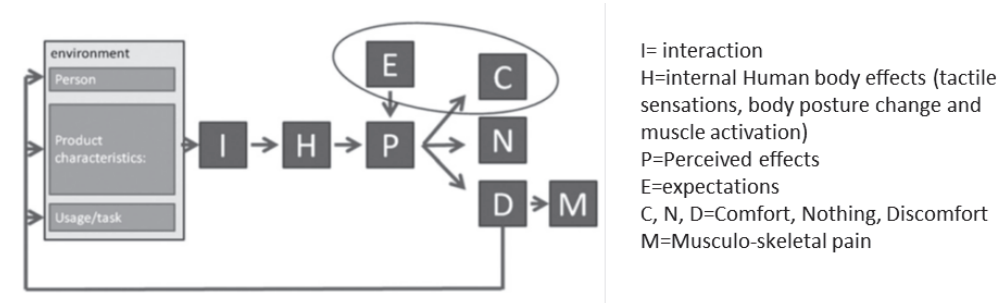 environment
Person
Product
characteristics:
Usage/task
I
H
P
E
C
N
D
M
I= interaction
H=internal Human body effects (tactile
sensations, body posture change and
muscle activation)
P=Perceived effects
E=expectations
C, N, D=Comfort, Nothing, Discomfort
M=Musculo-skeletal pain